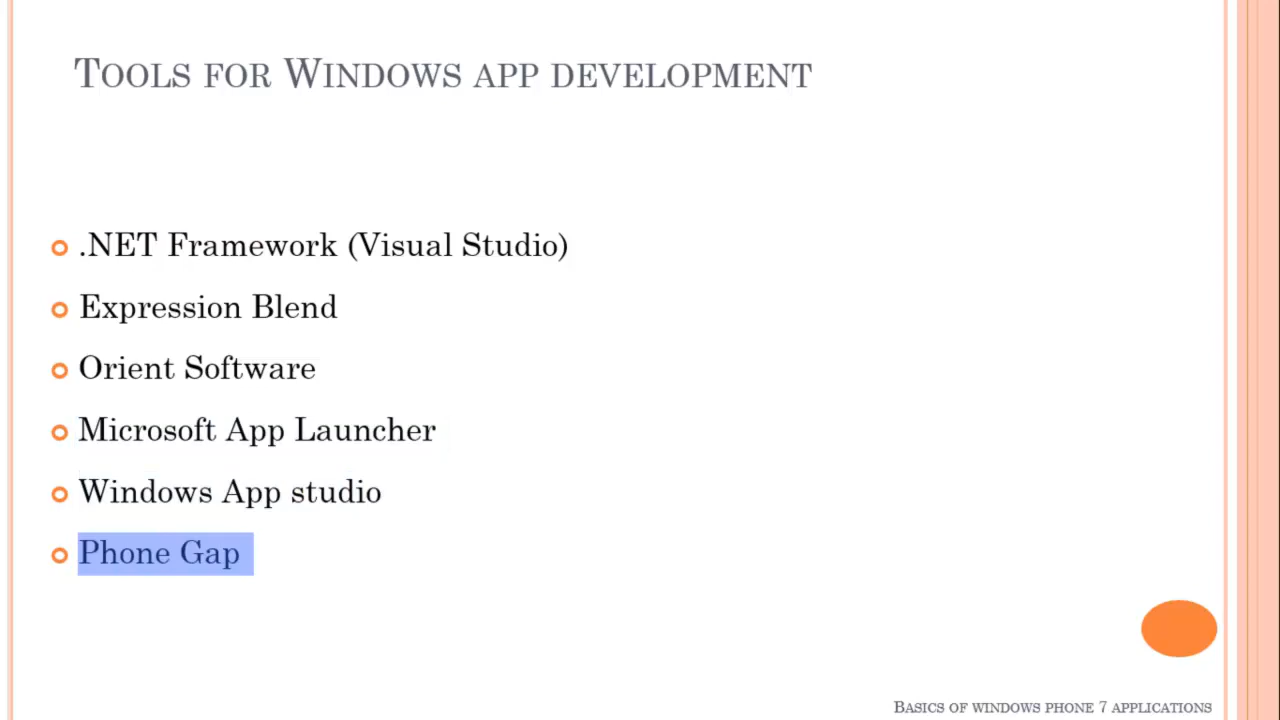 Tools for Windows app development
.NET Framework (Visual Studio)
Expression Blend
Orient Software
Microsoft App Launcher
Windows App studio
Phone Gap
Basics of windows phone 7 applications